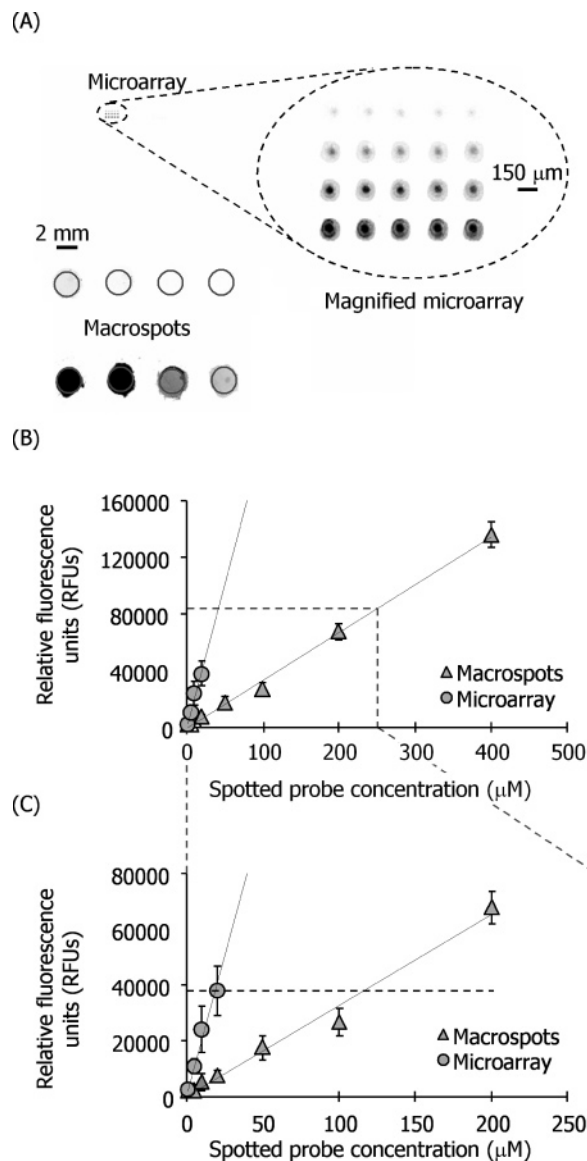 (A)
Microarray
150 μm
2 mm
Magnified microarray
Macrospots
(B)
Relative fluorescence
units (RFUs)
160000
120000
80000
40000
0
Macrospots
Microarray
0 100 200 300 400 500
Spotted probe concentration (μM)
(C)
Relative fluorescence
units (RFUs)
80000
60000
40000
20000
0
Macrospots
Microarray
0 50 100 150 200 250
Spotted probe concentration (μM)